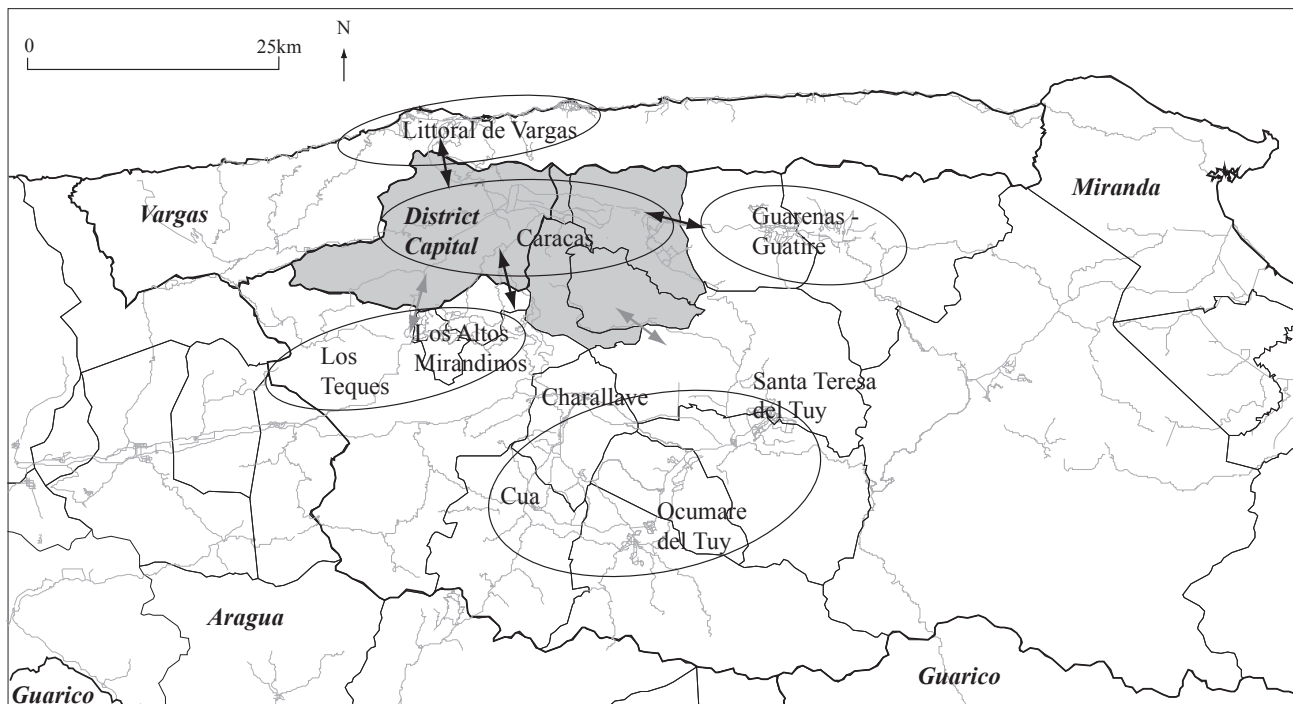 N
0 25km
Littoral de Vargas
Vargas
District
Capital
Caracas
Guarenas -
Guatire
Miranda
Los Altos
Mirandinos
Los
Teques
Charallave
Santa Teresa
del Tuy
Cua
Ocumare
del Tuy
Aragua
Guarico
Guarico